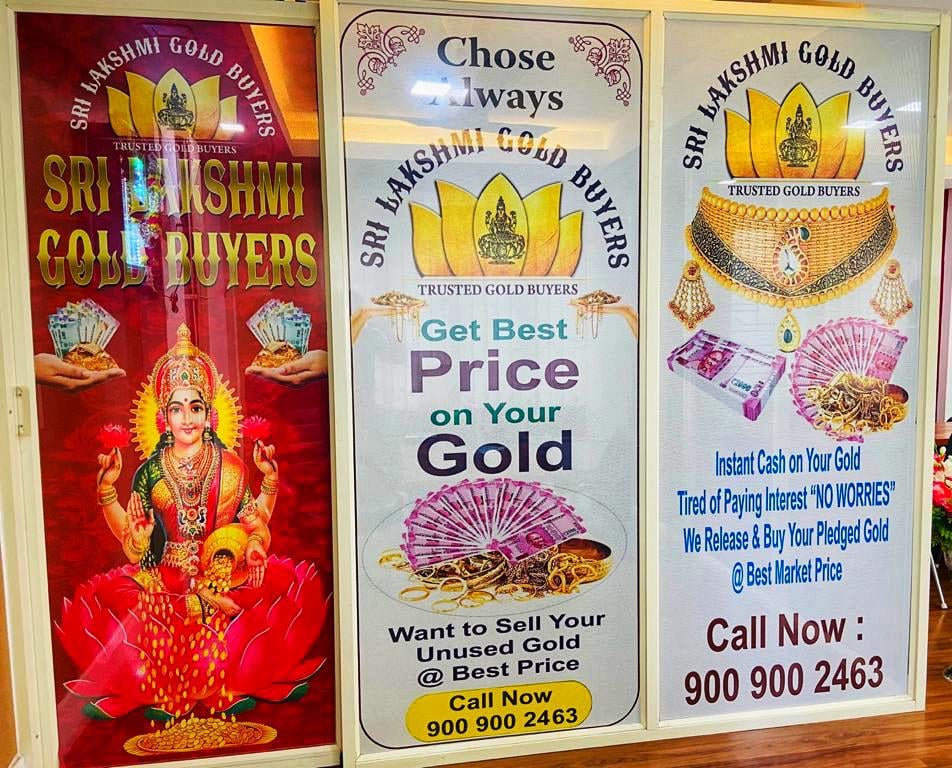 SRI LAKSHMI GOLD BUYERS
TRUSTED GOLD BUYERS
SRI LAKSHMI
GOLD BUYERS
Chose
Always
SRI LAKSHMI GOLD BUYERS
TRUSTED GOLD BUYERS
Get Best
Price
on Your
Gold
Want to Sell Your
Unused Gold
@ Best Price
Call Now
900 900 2463
SRI LAKSHMI GOLD BUYERS
TRUSTED GOLD BUYERS
Instant Cash on Your Gold
Tired of Paying Interest “NO WORRIES”
We Release & Buy Your Pledged Gold
@ Best Market Price
Call Now :
900 900 2463